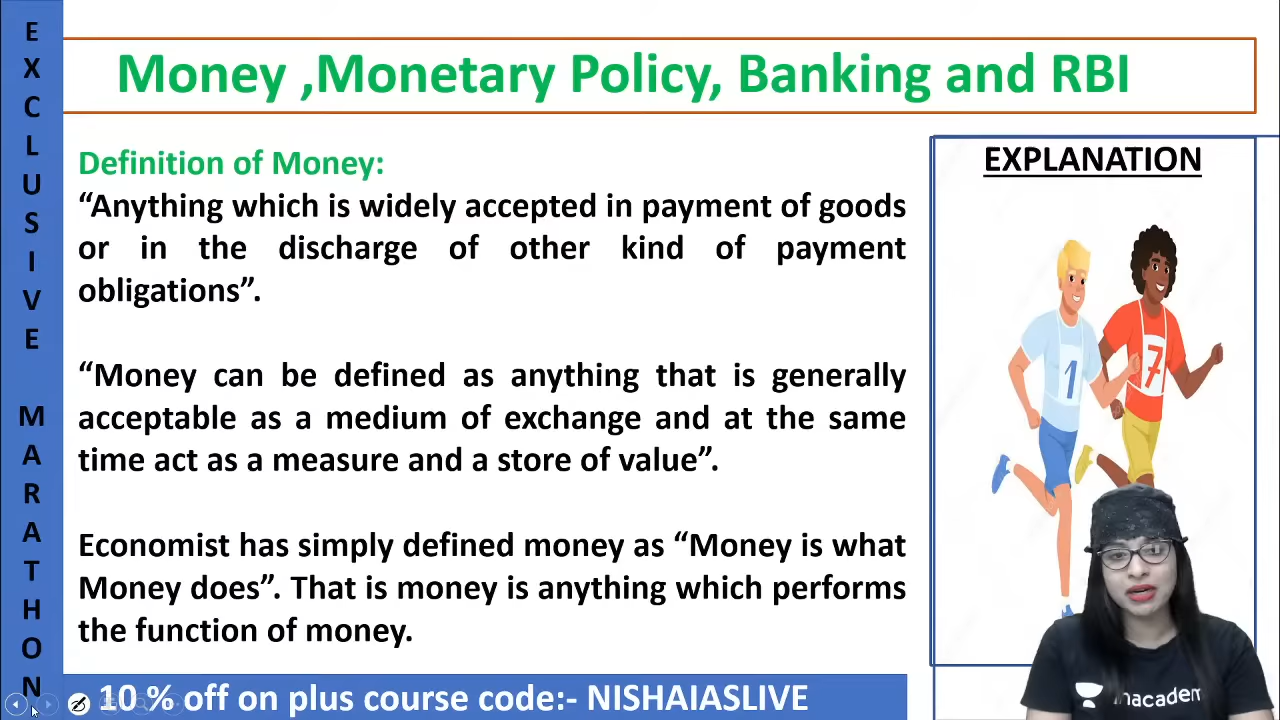 EXCLUSIVE MARATHON
Money ,Monetary Policy, Banking and RBI
Definition of Money:
“Anything which is widely accepted in payment of goods
or in the discharge of other kind of payment
obligations”.
“Money can be defined as anything that is generally
acceptable as a medium of exchange and at the same
time act as a measure and a store of value”.
Economist has simply defined money as “Money is what
Money does”. That is money is anything which performs
the function of money.
10 % off on plus course code:- NISHAIASLIVE
EXPLANATION
1
7